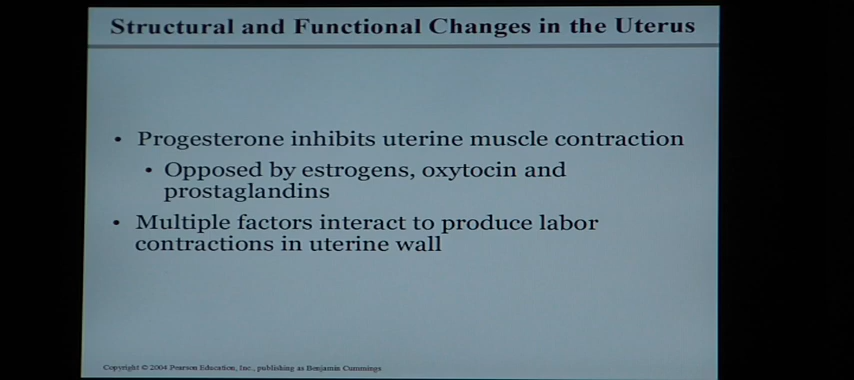 Structural and Functional Changes in the Uterus
• Progesterone inhibits uterine muscle contraction
• Opposed by estrogens, oxytocin and
prostaglandins
• Multiple factors interact to produce labor
contractions in uterine wall
Copyright © 2004 Pearson Education, Inc., publishing as Benjamin Cummings